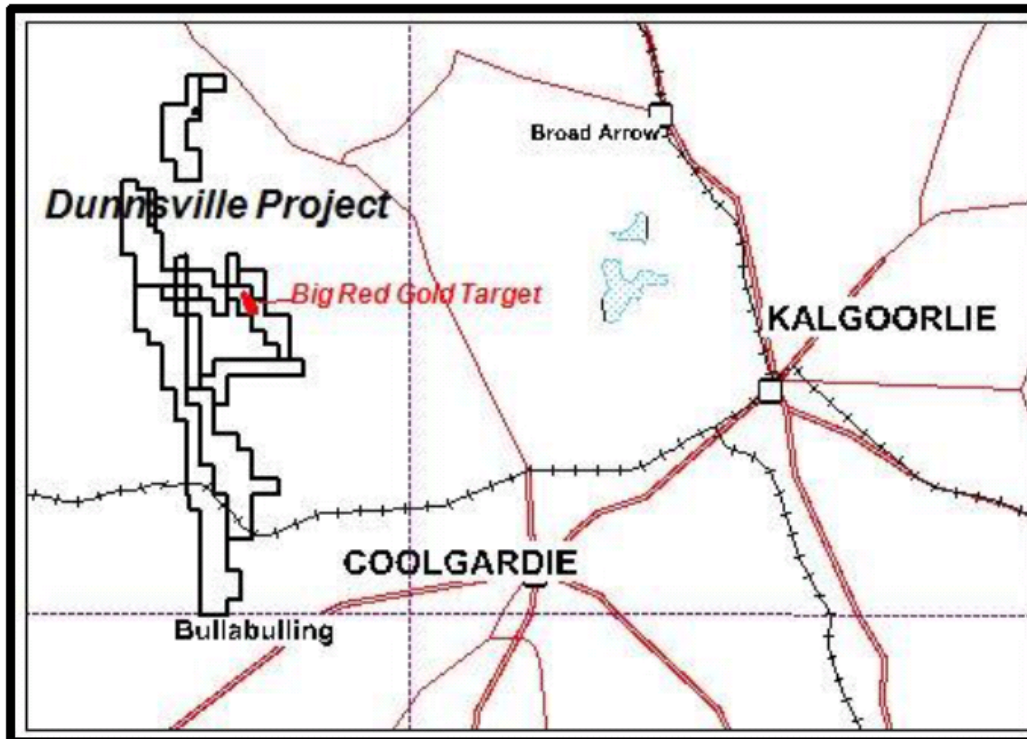 Broad Arrow
Dunnsville Project
Big Red Gold Target
KALGOORLIE
COOLGARDIE
Bullabulling